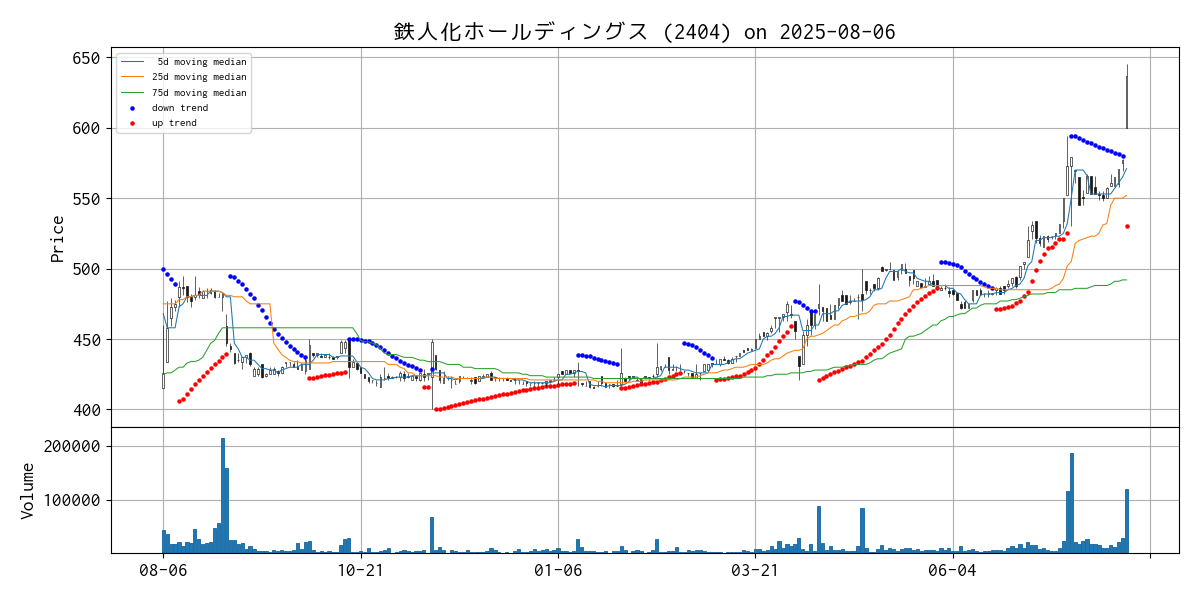 鉄人化ホールディングス (2404) on 2025-08-06
650
600
550
500
450
400
Price
5d moving median
25d moving median
75d moving median
down trend
up trend
200000
100000
Volume
08-06
10-21
01-06
03-21
06-04